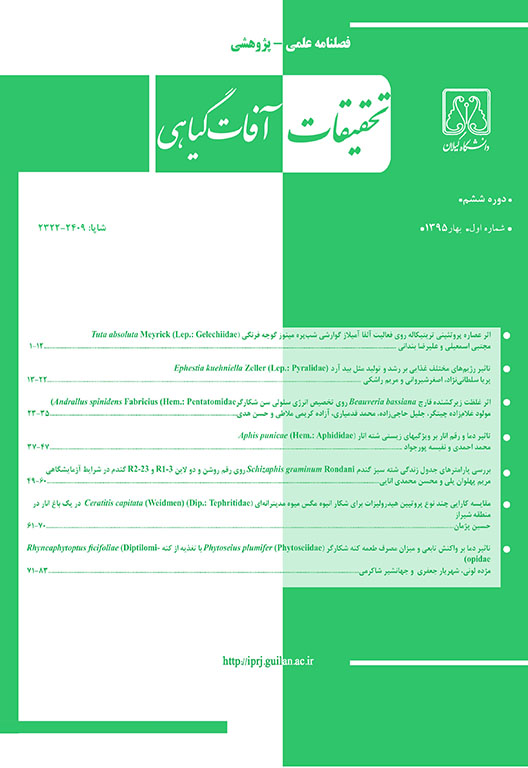 فصلنامه علمی – پژوهشی
تحقیقات آفات گیاهی
دانشگاه گیلان
• دوره ششم •
• شماره اول، بهار ۱۳۹۵ •
شاپا: ۲۴۰۹-۲۳۲۲
اثر عصاره پروتئینی تریتیکاله روی فعالیت آلفا آمیلاز گوارشی شب‌پره مینوز گوجه فرنگی Tuta absoluta Meyrick (Lep.: Gelechiidae)
مجتبی اسمعیلی و علیرضا بندانی ۱-۱۲
تاثیر رژیم‌های مختلف غذایی بر رشد و تولید مثل بید آرد Ephestia kuehniella Zeller (Lep.: Pyralidae)
پریا سلطانی‌نژاد، اصغرشیروانی و مریم راشکی ۱۳-۲۲
اثر غلظت زیرکشنده قارچ Beauveria bassiana روی تخصیص انرژی سلولی سن شکارگر Andrallus spinidens Fabricius (Hem.: Pentatomidae)
مولود غلامزاده چیتگر، جلیل حاجی‌زاده، محمد قدمیاری، آزاده کریمی ملاطی و حسن هدی ۲۳-۳۵
تاثیر دما و رقم انار بر ویژگیهای زیستی شته انار Aphis punicae (Hem.: Aphididae)
محمد احمدی و نفیسه پورجواد ۳۷-۴۷
بررسی پارامترهای جدول زندگی شته سبز گندم Schizaphis graminum Rondani روی رقم روشن و دو لاین R1-3 و R2-23 گندم در شرایط آزمایشگاهی
مریم پهلوان یلی و محسن محمدی انایی ۴۹-۶۰
مقایسه کارایی چند نوع پروتیین هیدرولیزات برای شکار انبوه مگس میوه مدیترانه‌ای Ceratitis capitata (Weidmen) (Dip.: Tephritidae) در یک باغ انار در
منطقه شیراز
حسین پژمان ۶۱-۷۰
تاثیر دما بر واکنش تابعی و میزان مصرف طعمه کنه شکارگر Phytoseius plumifer (Phytoseiidae) با تغذیه از کنه Rhyncaphytoptus ficifoliae (Diptilomi-
opidae)
مژده لونی، شهریار جعفری و جهانشیر شاکرمی ۷۱-۸۳
http://iprj.guilan.ac.ir